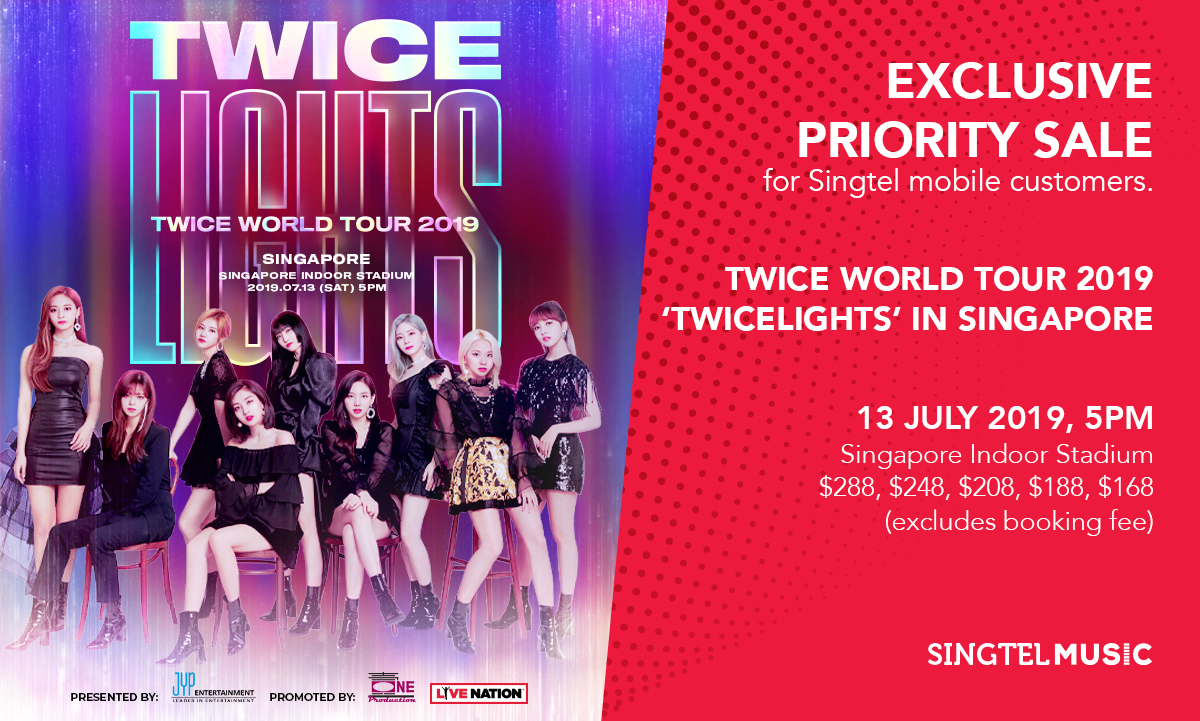 TWICE
LIGHTS
TWICE WORLD TOUR 2019
SINGAPORE
SINGAPORE INDOOR STADIUM
2019.07.13 (SAT) 5PM
PRESENTED BY:
JYP ENTERTAINMENT
LEADER IN ENTERTAINMENT
PROMOTED BY:
ONE
Production
LIVE NATION
EXCLUSIVE
PRIORITY SALE
for Singtel mobile customers.
TWICE WORLD TOUR 2019
‘TWICELIGHTS’ IN SINGAPORE
13 JULY 2019, 5PM
Singapore Indoor Stadium
$288, $248, $208, $188, $168
(excludes booking fee)
SINGTEL MUSIC